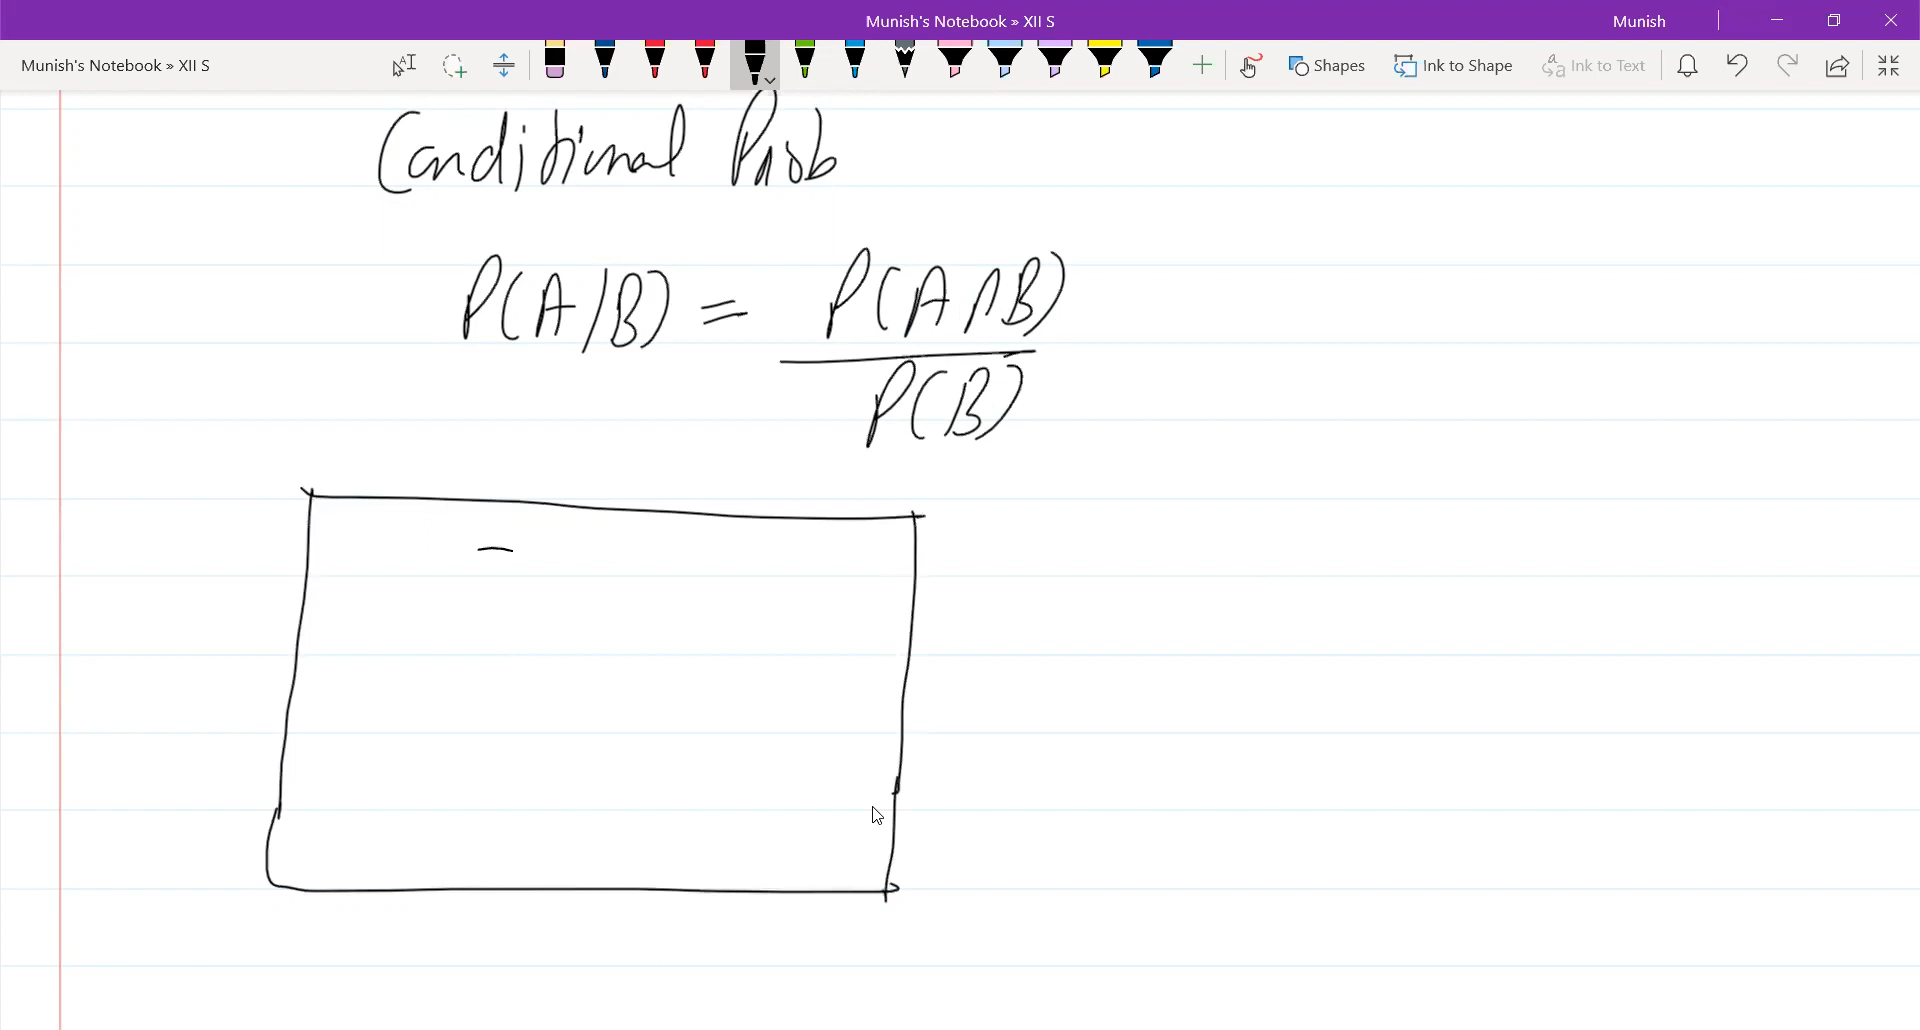 Munish's Notebook » XII S
Munish
Munish's Notebook » XII S
Shapes
Ink to Shape
Ink to Text
Conditional Prob
P(A/B) = P(A∩B)
P(B)